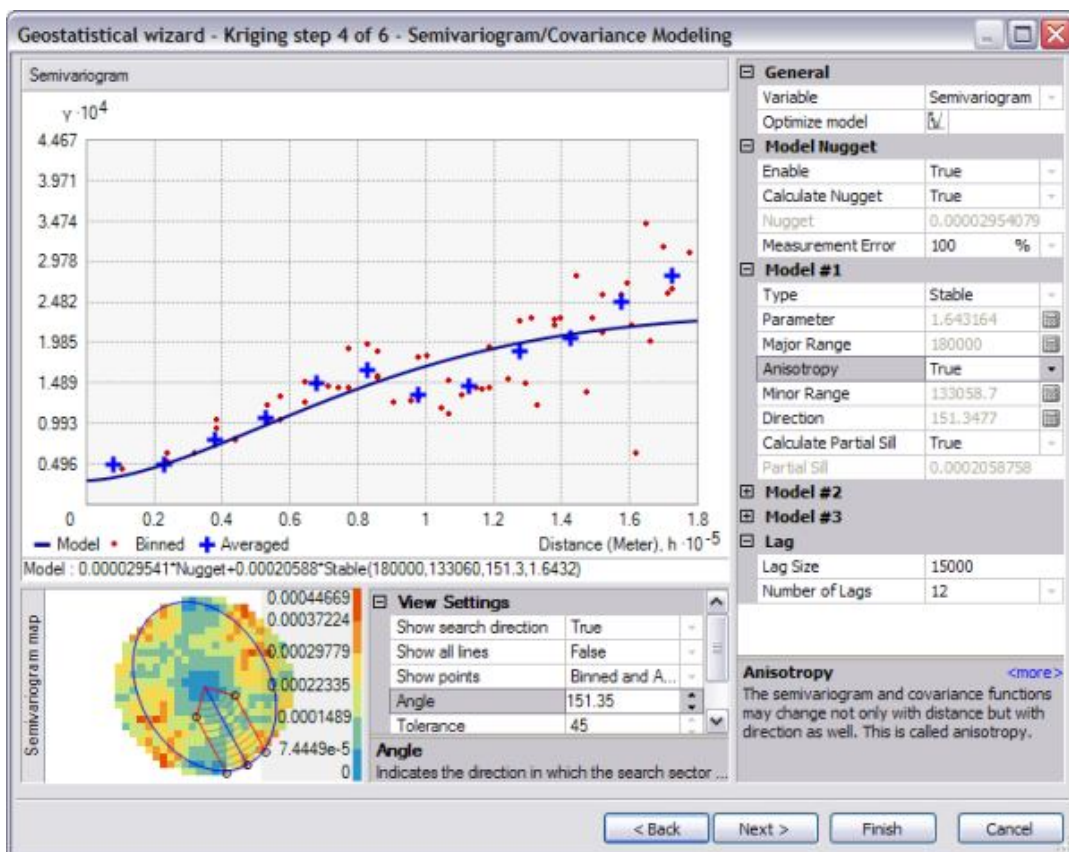 Geostatistical wizard - Kriging step 4 of 6 - Semivariogram/Covariance Modeling
Semivariogram
γ ·10⁴
4.467
3.971
3.474
2.978
2.482
1.985
1.489
0.993
0.496
0 0.2 0.4 0.6 0.8 1 1.2 1.4 1.6 1.8
Model Binned Averaged Distance (Meter), h ·10⁻⁵
Model : 0.000029541*Nugget+0.00020588*Stable(180000,133060,151.3,1.6432)
Semivariogram map
0.00044669
0.00037224
0.00029779
0.00022335
0.0001489
7.4449e-5
0
View Settings
Show search direction True
Show all lines False
Show points Binned and A...
Angle 151.35
Tolerance 45
Angle
Indicates the direction in which the search sector ...
General
Variable Semivariogram
Optimize model
Model Nugget
Enable True
Calculate Nugget True
Nugget 0.00002954079
Measurement Error 100 %
Model #1
Type Stable
Parameter 1.643164
Major Range 180000
Anisotropy True
Minor Range 133058.7
Direction 151.3477
Calculate Partial Sill True
Partial Sill 0.0002058758
Model #2
Model #3
Lag
Lag Size 15000
Number of Lags 12
Anisotropy <more>
The semivariogram and covariance functions
may change not only with distance but with
direction as well. This is called anisotropy.
< Back Next > Finish Cancel